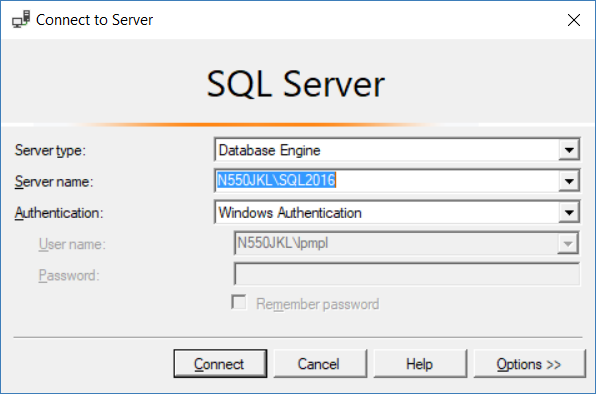 Connect to Server
SQL Server
Server type: Database Engine
Server name: N550JKL\SQL2016
Authentication: Windows Authentication
User name: N550JKL\lpmpl
Password:
Remember password
Connect Cancel Help Options >>